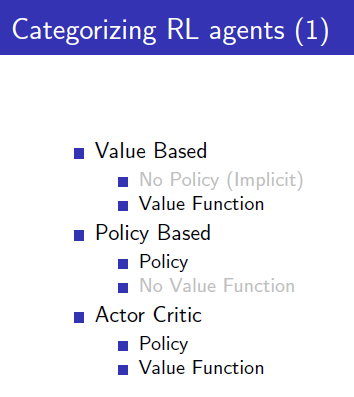 Categorizing RL agents (1)
Value Based
No Policy (Implicit)
Value Function
Policy Based
Policy
No Value Function
Actor Critic
Policy
Value Function